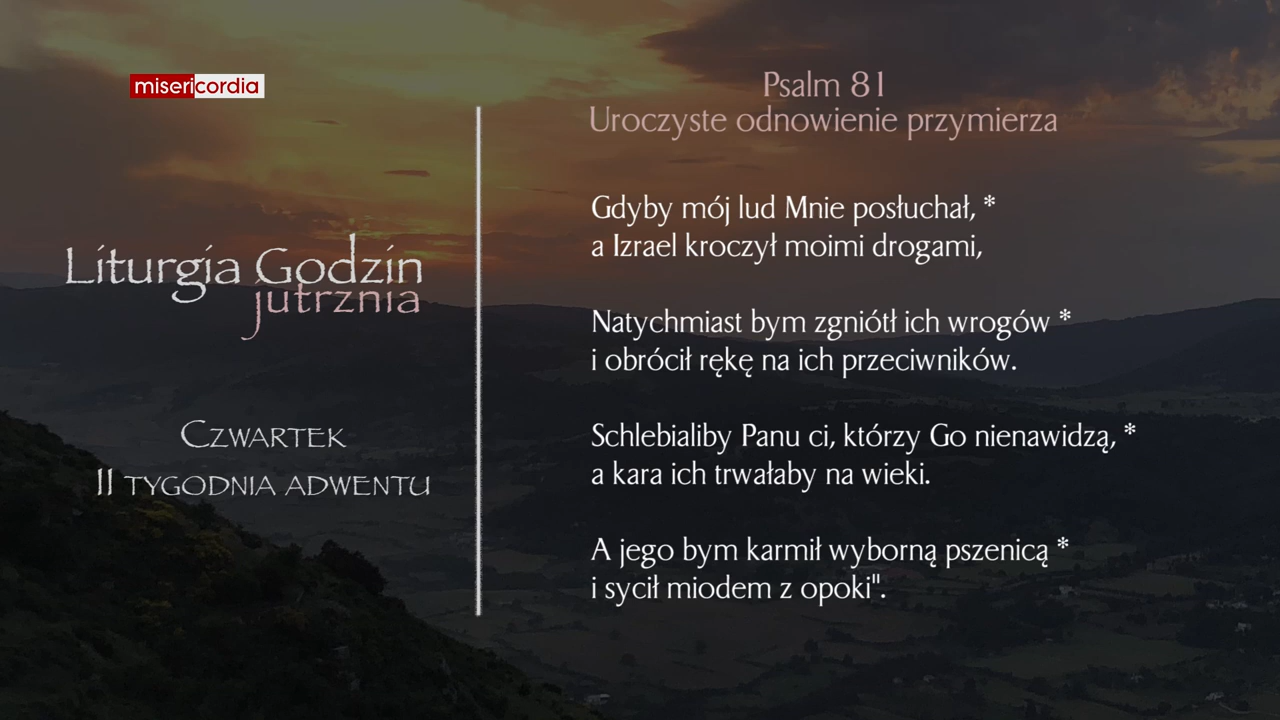 misericordia
Liturgia Godzin
jutrznia
Czwartek
II tygodnia adwentu
Psalm 81
Uroczyste odnowienie przymierza
Gdyby mój lud Mnie posłuchał, *
a Izrael kroczył moimi drogami,
Natychmiast bym zgniótł ich wrogów *
i obrócił rękę na ich przeciwników.
Schlebialiby Panu ci, którzy Go nienawidzą, *
a kara ich trwałaby na wieki.
A jego bym karmił wyborną pszenicą *
i sycił miodem z opoki".